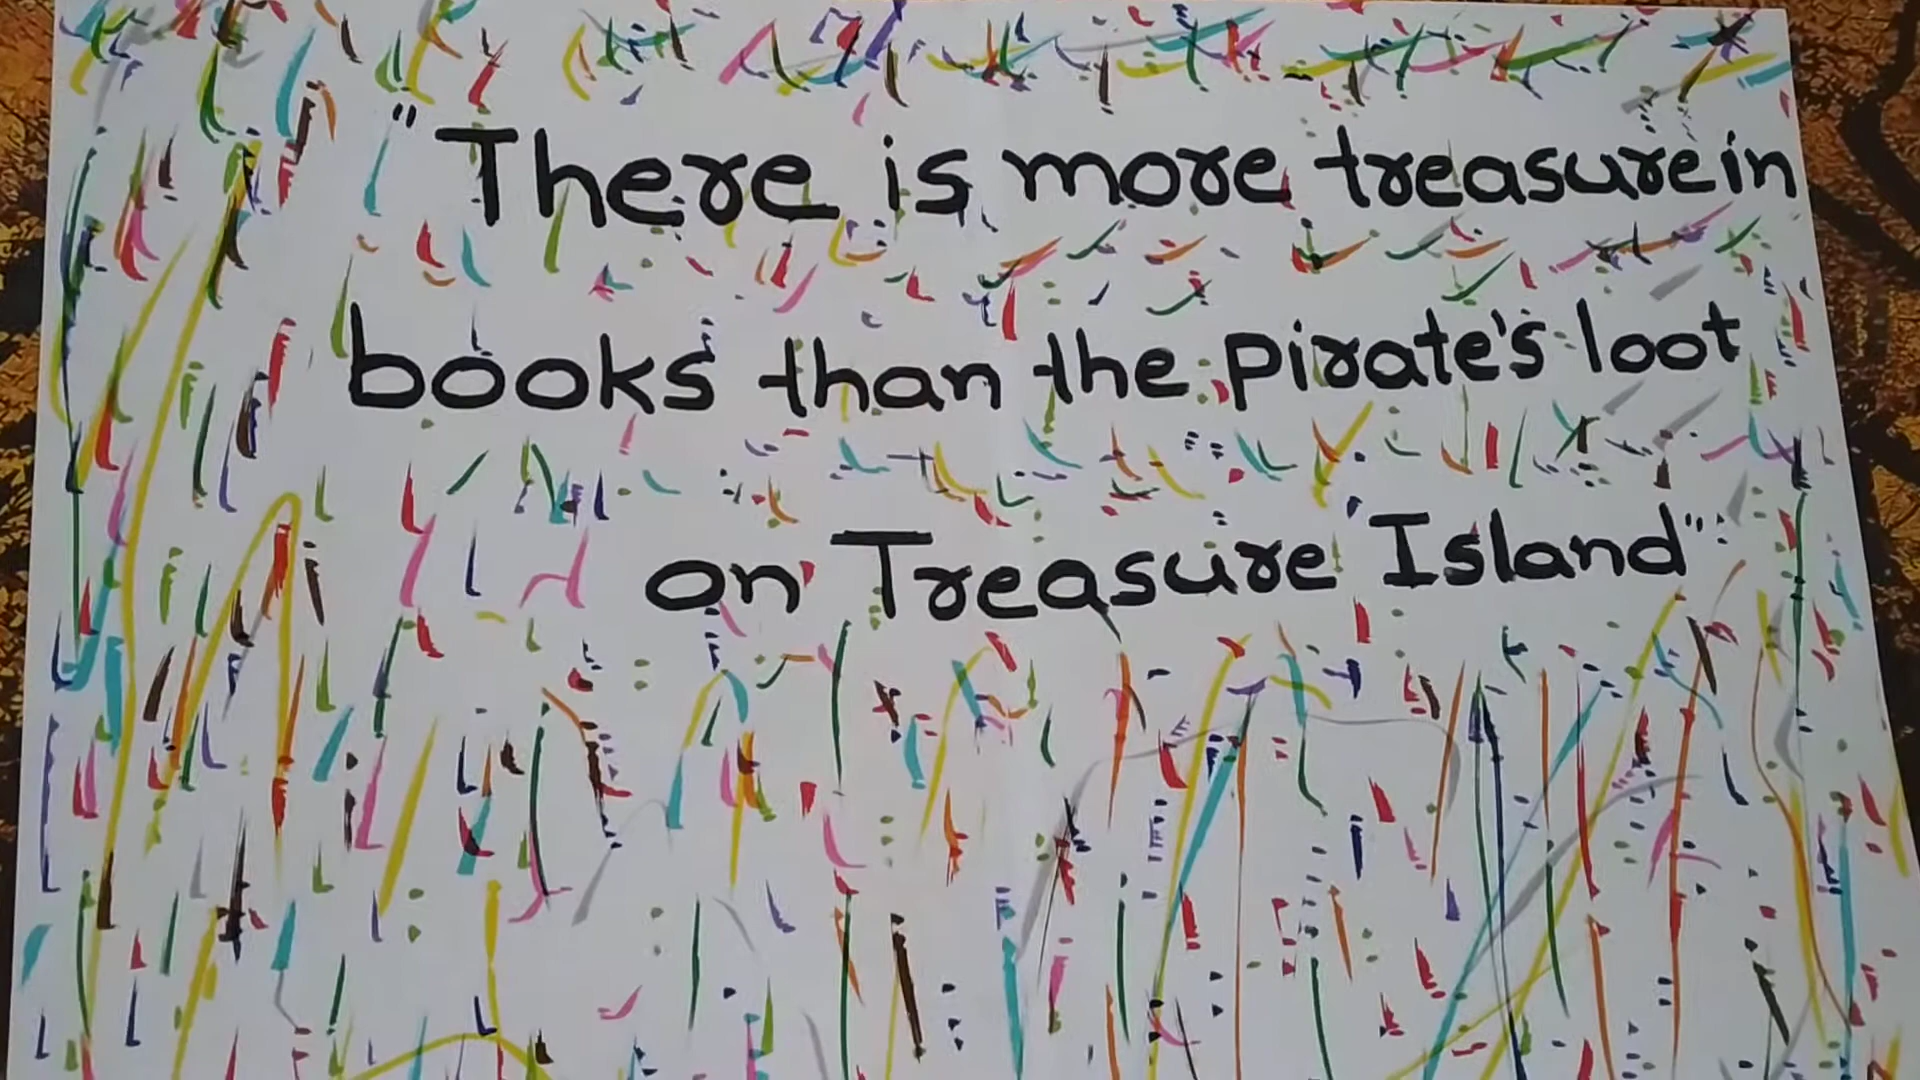 "There is more treasure in
books than the pirate's loot
on Treasure Island"